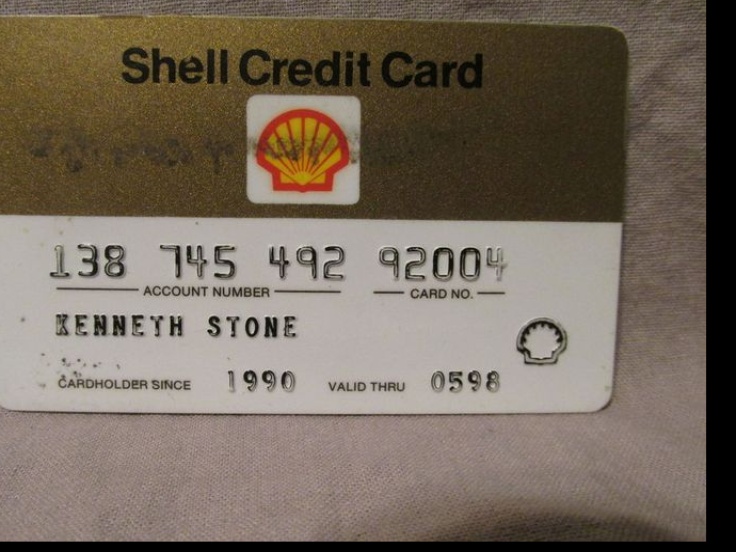 Shell Credit Card
138 745 492 92004
ACCOUNT NUMBER CARD NO.
KENNETH STONE
CARDHOLDER SINCE 1990 VALID THRU 0598